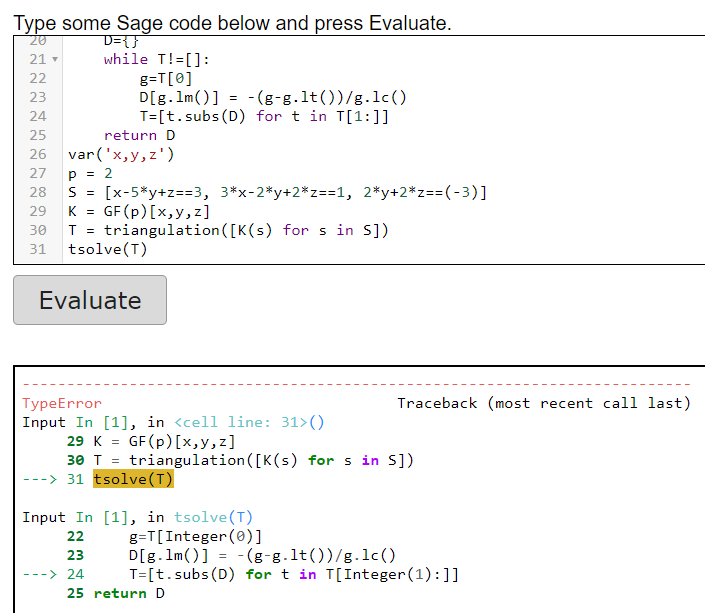 Type some Sage code below and press Evaluate.
20 D={}
21 while T!=[]:
22 g=T[0]
23 D[g.lm()] = -(g-g.lt())/g.lc()
24 T=[t.subs(D) for t in T[1:]]
25 return D
26 var('x,y,z')
27 p = 2
28 S = [x-5*y+z==3, 3*x-2*y+2*z==1, 2*y+2*z==(-3)]
29 K = GF(p)[x,y,z]
30 T = triangulation([K(s) for s in S])
31 tsolve(T)
Evaluate
---------------------------------------------------------------------------
TypeError Traceback (most recent call last)
Input In [1], in <cell line: 31>()
29 K = GF(p)[x,y,z]
30 T = triangulation([K(s) for s in S])
---> 31 tsolve(T)
Input In [1], in tsolve(T)
22 g=T[Integer(0)]
23 D[g.lm()] = -(g-g.lt())/g.lc()
---> 24 T=[t.subs(D) for t in T[Integer(1):]]
25 return D